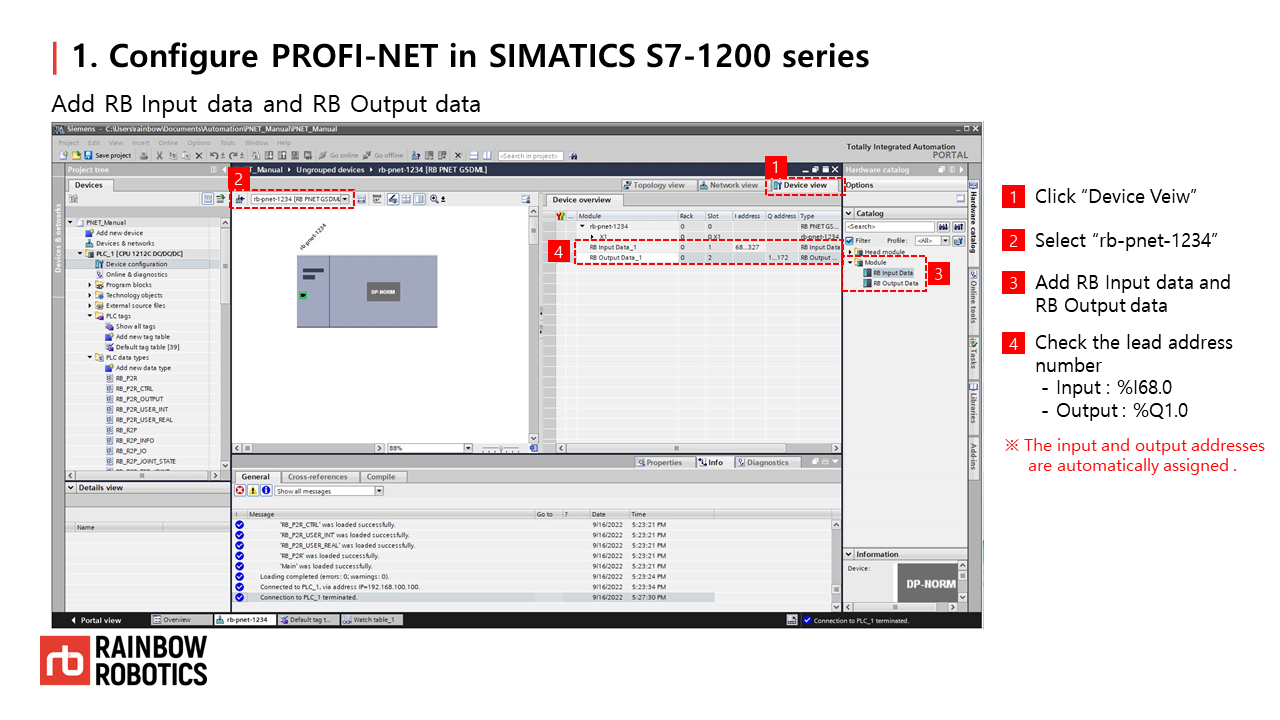 1. Configure PROFI-NET in SIMATICS S7-1200 series
Add RB Input data and RB Output data
Siemens - C:\Users\rainbow\Documents\Automation\PNET_Manual\PNET_Manual
Project Edit View Insert Online Options Tools Window Help
Save project
Go online Go offline
<Search in project>
Totally Integrated Automation
PORTAL
Project tree
Devices
Devices & networks
PNET_Manual
Add new device
Devices & networks
PLC_1 [CPU 1212C DC/DC/DC]
Device configuration
Online & diagnostics
Program blocks
Technology objects
External source files
PLC tags
Show all tags
Add new tag table
Default tag table [39]
PLC data types
Add new data type
RB_P2R
RB_P2R_CTRL
RB_P2R_OUTPUT
RB_P2R_USER_INT
RB_P2R_USER_REAL
RB_R2P
RB_R2P_INFO
RB_R2P_IO
RB_R2P_JOINT_STATE
Details view
Name
T_Manual Ungrouped devices rb-pnet-1234 [RB PNET GSDML]
1
Topology view Network view Device view
2
rb-pnet-1234 [RB PNET GSDML
rb-pnet-1234
DP-NORM
88%
Device overview
... Module Rack Slot I address Q address Type
rb-pnet-1234 0 0 RB PNET GS...
X1 0 0 X1 rb-pnet-1234
4
RB Input Data_1 0 1 68...327 RB Input Data
RB Output Data_1 0 2 1...172 RB Output ...
Properties Info Diagnostics
General Cross-references Compile
Show all messages
! Message Go to ? Date Time
'RB_P2R_CTRL' was loaded successfully. 9/16/2022 5:23:21 PM
'RB_P2R_USER_INT' was loaded successfully. 9/16/2022 5:23:21 PM
'RB_P2R_USER_REAL' was loaded successfully. 9/16/2022 5:23:21 PM
'RB_P2R' was loaded successfully. 9/16/2022 5:23:21 PM
'Main' was loaded successfully. 9/16/2022 5:23:21 PM
Loading completed (errors: 0; warnings: 0). 9/16/2022 5:23:24 PM
Connected to PLC_1, via address IP=192.168.100.100. 9/16/2022 5:23:34 PM
Connection to PLC_1 terminated. 9/16/2022 5:27:30 PM
Hardware catalog
Options
Catalog
<Search>
Filter Profile: <All>
Head module
Module
RB Input Data
RB Output Data
3
Information
Device:
DP-NORM
Hardware catalog
Online tools
Tasks
Libraries
Add-ins
Portal view Overview rb-pnet-1234 Default tag t... Watch table_1 Connection to PLC_1 terminated.
1 Click “Device Veiw”
2 Select “rb-pnet-1234”
3 Add RB Input data and
RB Output data
4 Check the lead address
number
- Input : %I68.0
- Output : %Q1.0
※ The input and output addresses
are automatically assigned .
rb RAINBOW
ROBOTICS